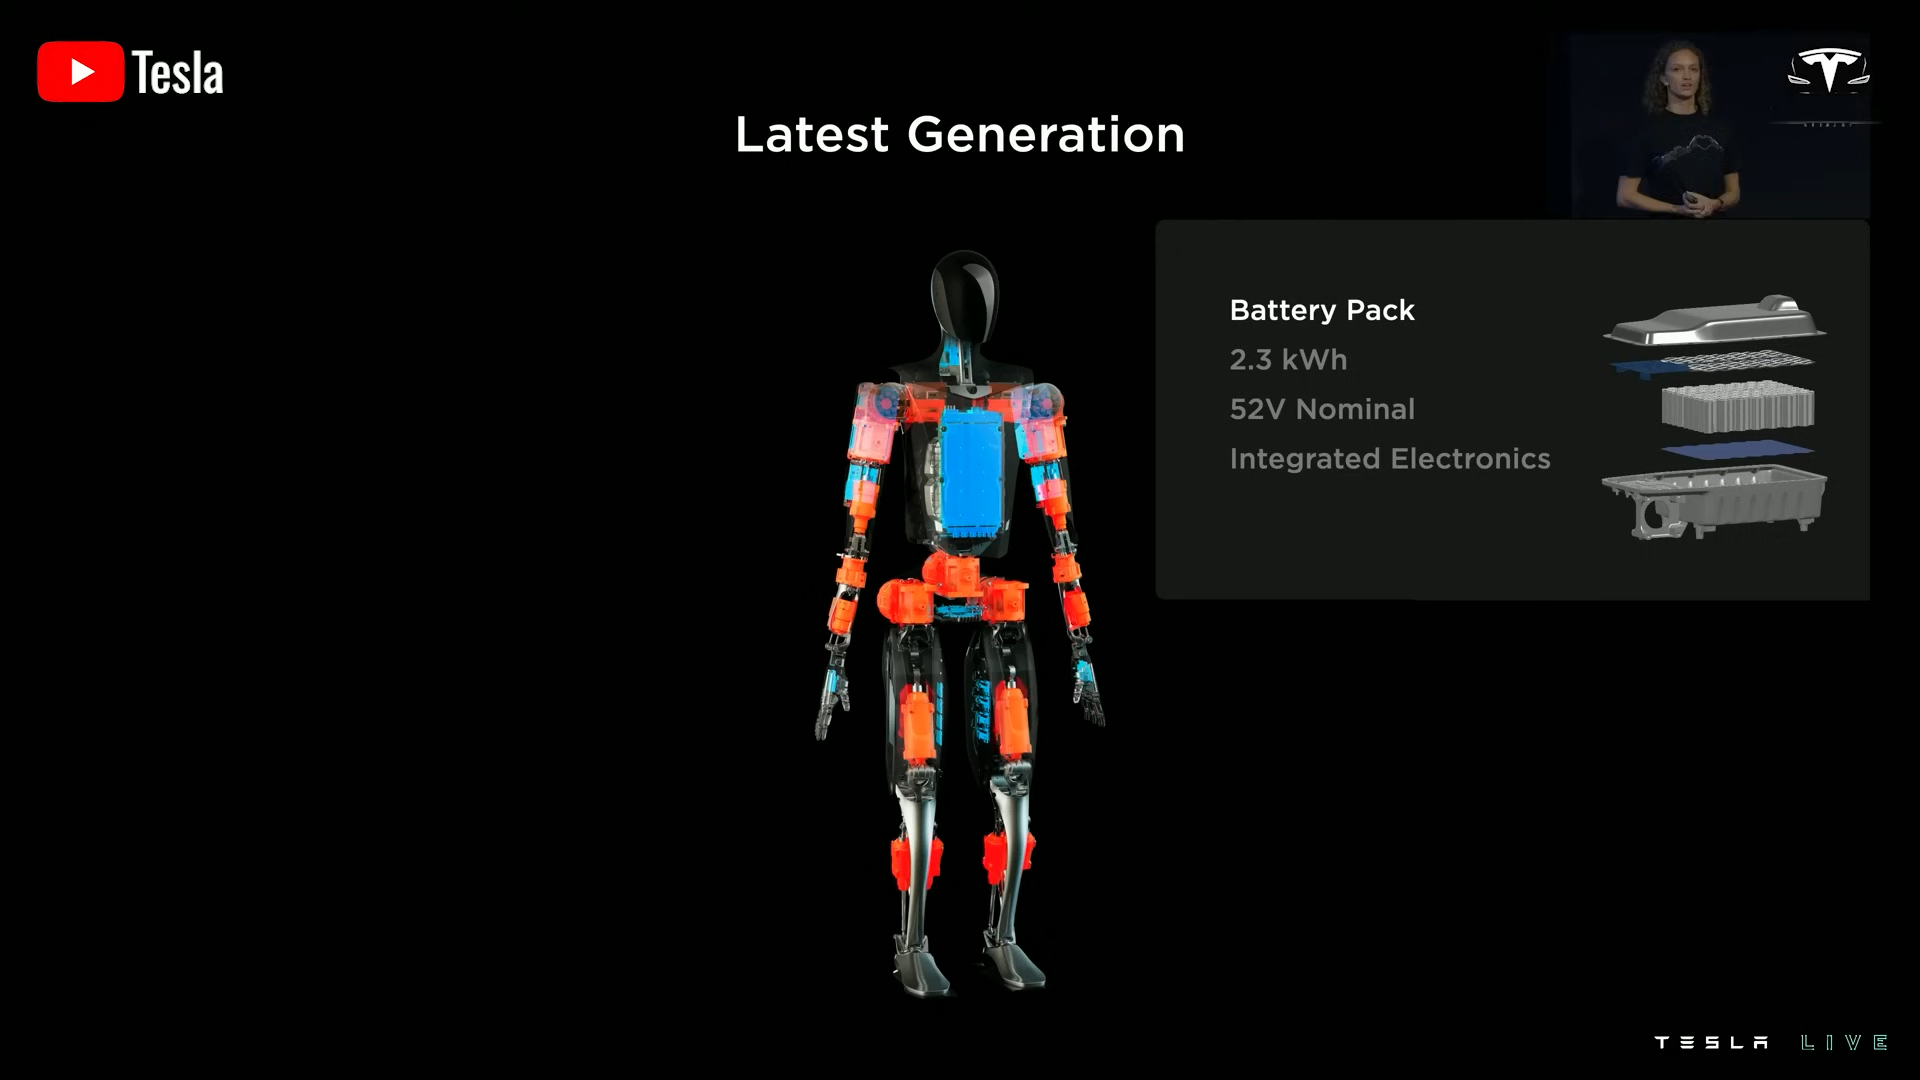 Tesla
Latest Generation
Battery Pack
2.3 kWh
52V Nominal
Integrated Electronics
TESLA LIVE